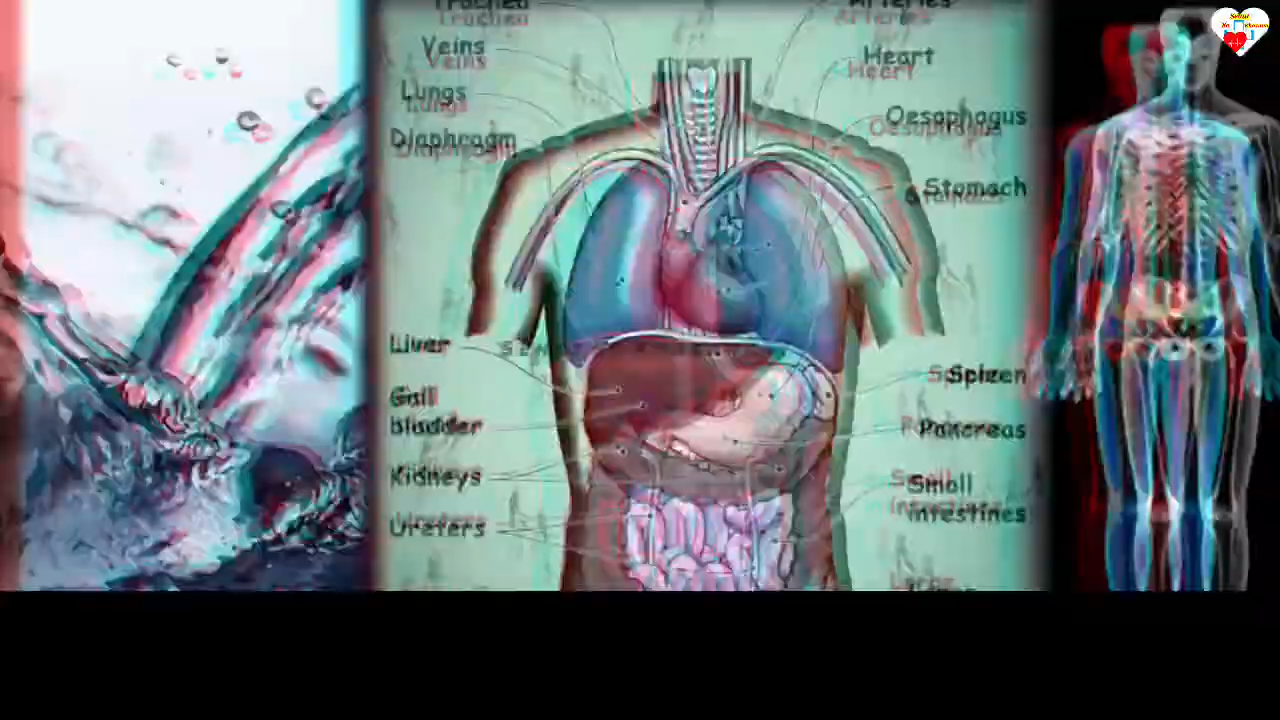 Trachea
Veins
Lungs
Diaphragm
Liver
Gall
bladder
Kidneys
Ureters
Arteries
Heart
Oesophagus
Stomach
Spleen
Pancreas
Small
intestines